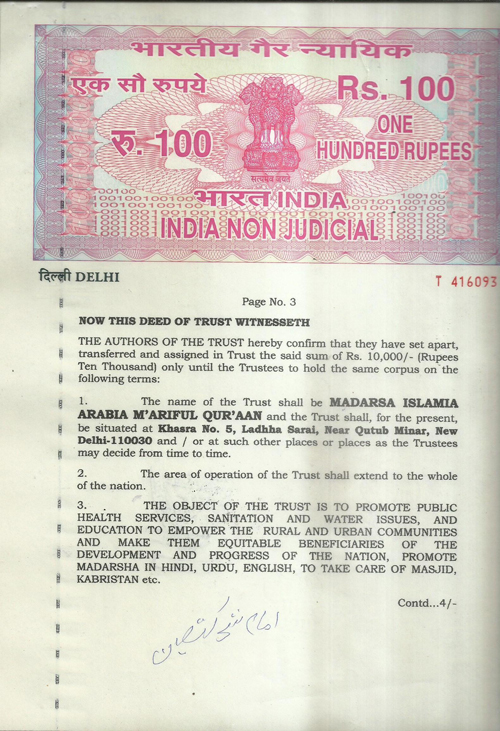 भारतीय गैर न्यायिक
एक सौ रुपये
Rs. 100
रु. 100
ONE
HUNDRED RUPEES
सत्यमेव जयते
भारत INDIA
INDIA NON JUDICIAL
दिल्ली DELHI
T 416093
Page No. 3
NOW THIS DEED OF TRUST WITNESSETH
THE AUTHORS OF THE TRUST hereby confirm that they have set apart,
transferred and assigned in Trust the said sum of Rs. 10,000/- (Rupees
Ten Thousand) only until the Trustees to hold the same corpus on the
following terms:
1. The name of the Trust shall be MADARSA ISLAMIA
ARABIA M'ARIFUL QUR'AAN and the Trust shall, for the present,
be situated at Khasra No. 5, Ladhha Sarai, Near Qutub Minar, New
Delhi-110030 and / or at such other places or places as the Trustees
may decide from time to time.
2. The area of operation of the Trust shall extend to the whole
of the nation.
3. THE OBJECT OF THE TRUST IS TO PROMOTE PUBLIC
HEALTH SERVICES, SANITATION AND WATER ISSUES, AND
EDUCATION TO EMPOWER THE RURAL AND URBAN COMMUNITIES
AND MAKE THEM EQUITABLE BENEFICIARIES OF THE
DEVELOPMENT AND PROGRESS OF THE NATION, PROMOTE
MADARSHA IN HINDI, URDU, ENGLISH, TO TAKE CARE OF MASJID,
KABRISTAN etc.
Contd...4/-
امام